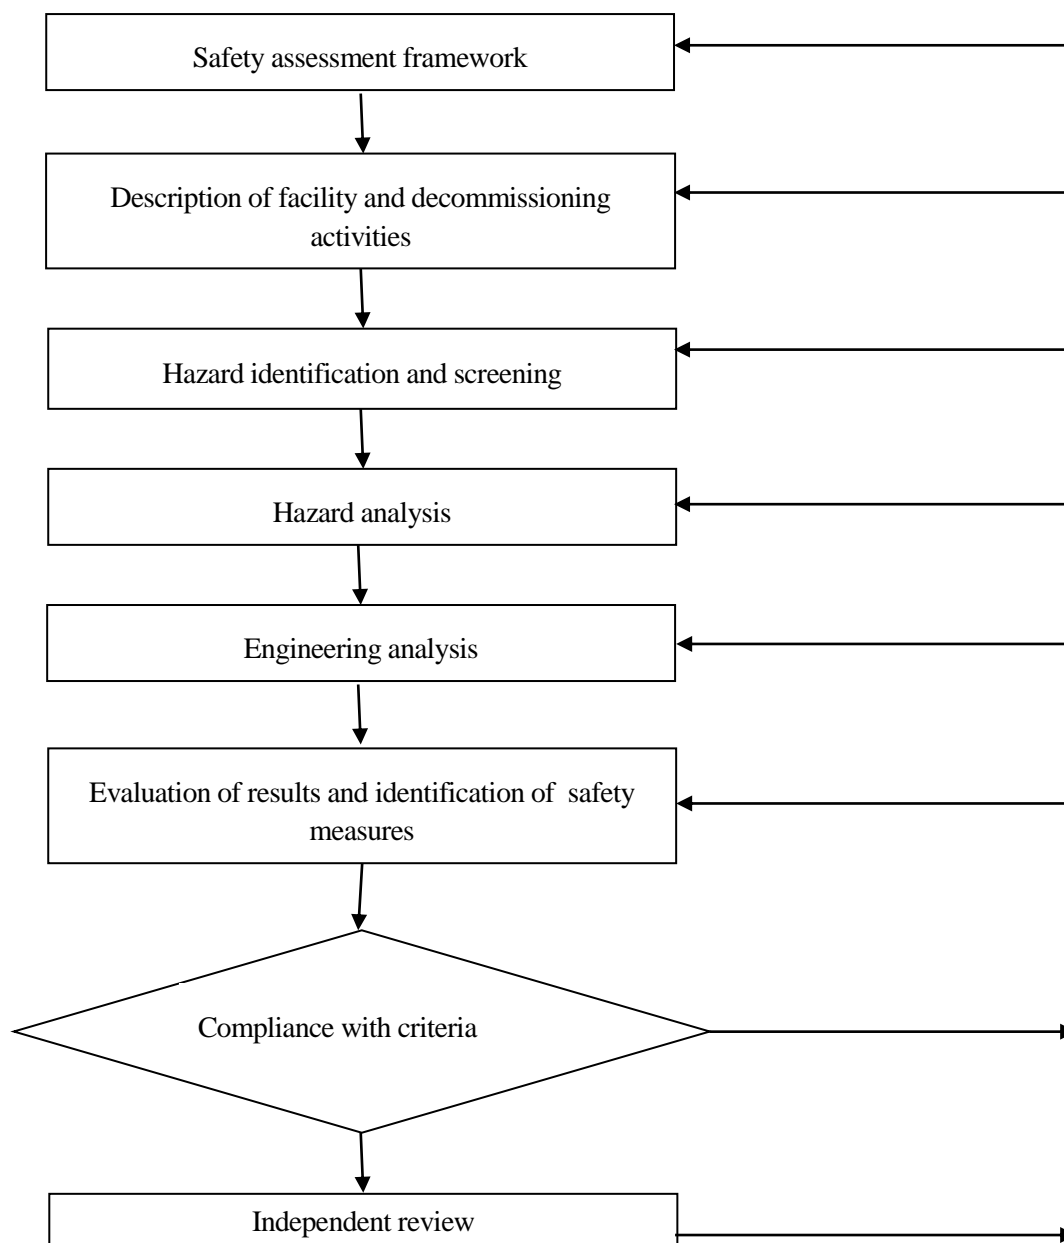 Safety assessment framework
Description of facility and decommissioning
activities
Hazard identification and screening
Hazard analysis
Engineering analysis
Evaluation of results and identification of  safety
measures
Compliance with criteria
Independent review